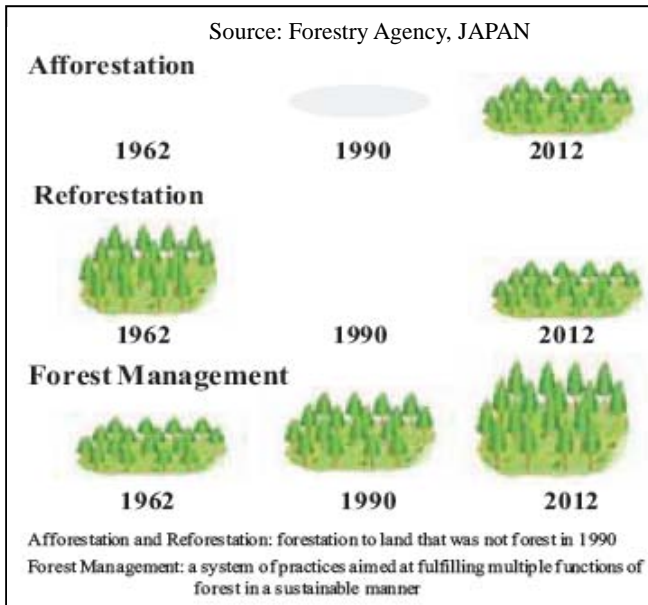 Source: Forestry Agency, JAPAN
Afforestation
1962 1990 2012
Reforestation
1962 1990 2012
Forest Management
1962 1990 2012
Afforestation and Reforestation: forestation to land that was not forest in 1990
Forest Management: a system of practices aimed at fulfilling multiple functions of
forest in a sustainable manner